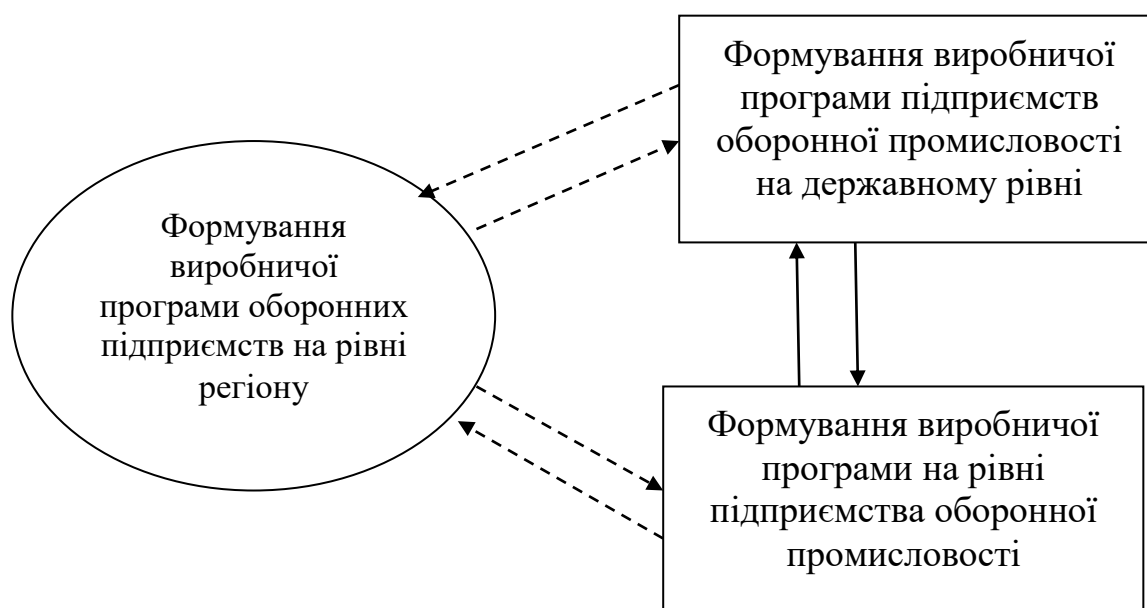 Формування виробничої
програми підприємств
оборонної промисловості
на державному рівні
Формування
виробничої
програми оборонних
підприємств на рівні
регіону
Формування виробничої
програми на рівні
підприємства оборонної
промисловості